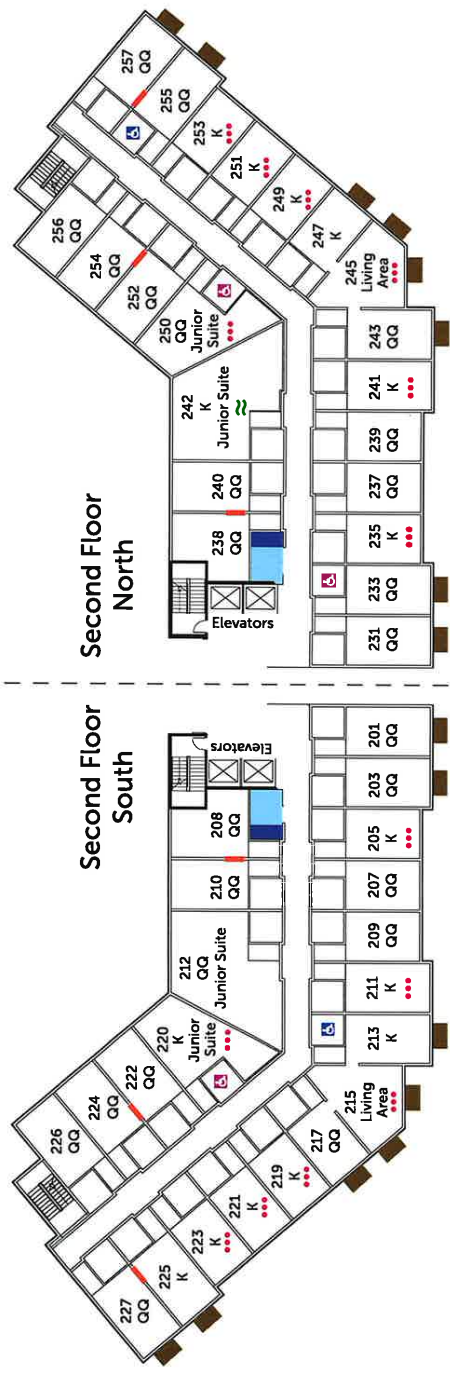 257
QQ
255
QQ
253
K
251
K
249
K
247
K
245
Living
Area
256
QQ
254
QQ
252
QQ
250
QQ
Junior
Suite
242
K
Junior Suite
240
QQ
238
QQ
243
QQ
241
K
239
QQ
237
QQ
235
K
233
QQ
231
QQ
Elevators
Second Floor
North
Second Floor
South
Elevators
208
QQ
210
QQ
212
QQ
Junior Suite
220
K
Junior
Suite
222
QQ
224
QQ
226
QQ
201
QQ
203
QQ
205
K
207
QQ
209
QQ
211
K
213
K
215
Living
Area
217
QQ
219
K
221
K
223
K
225
K
227
QQ